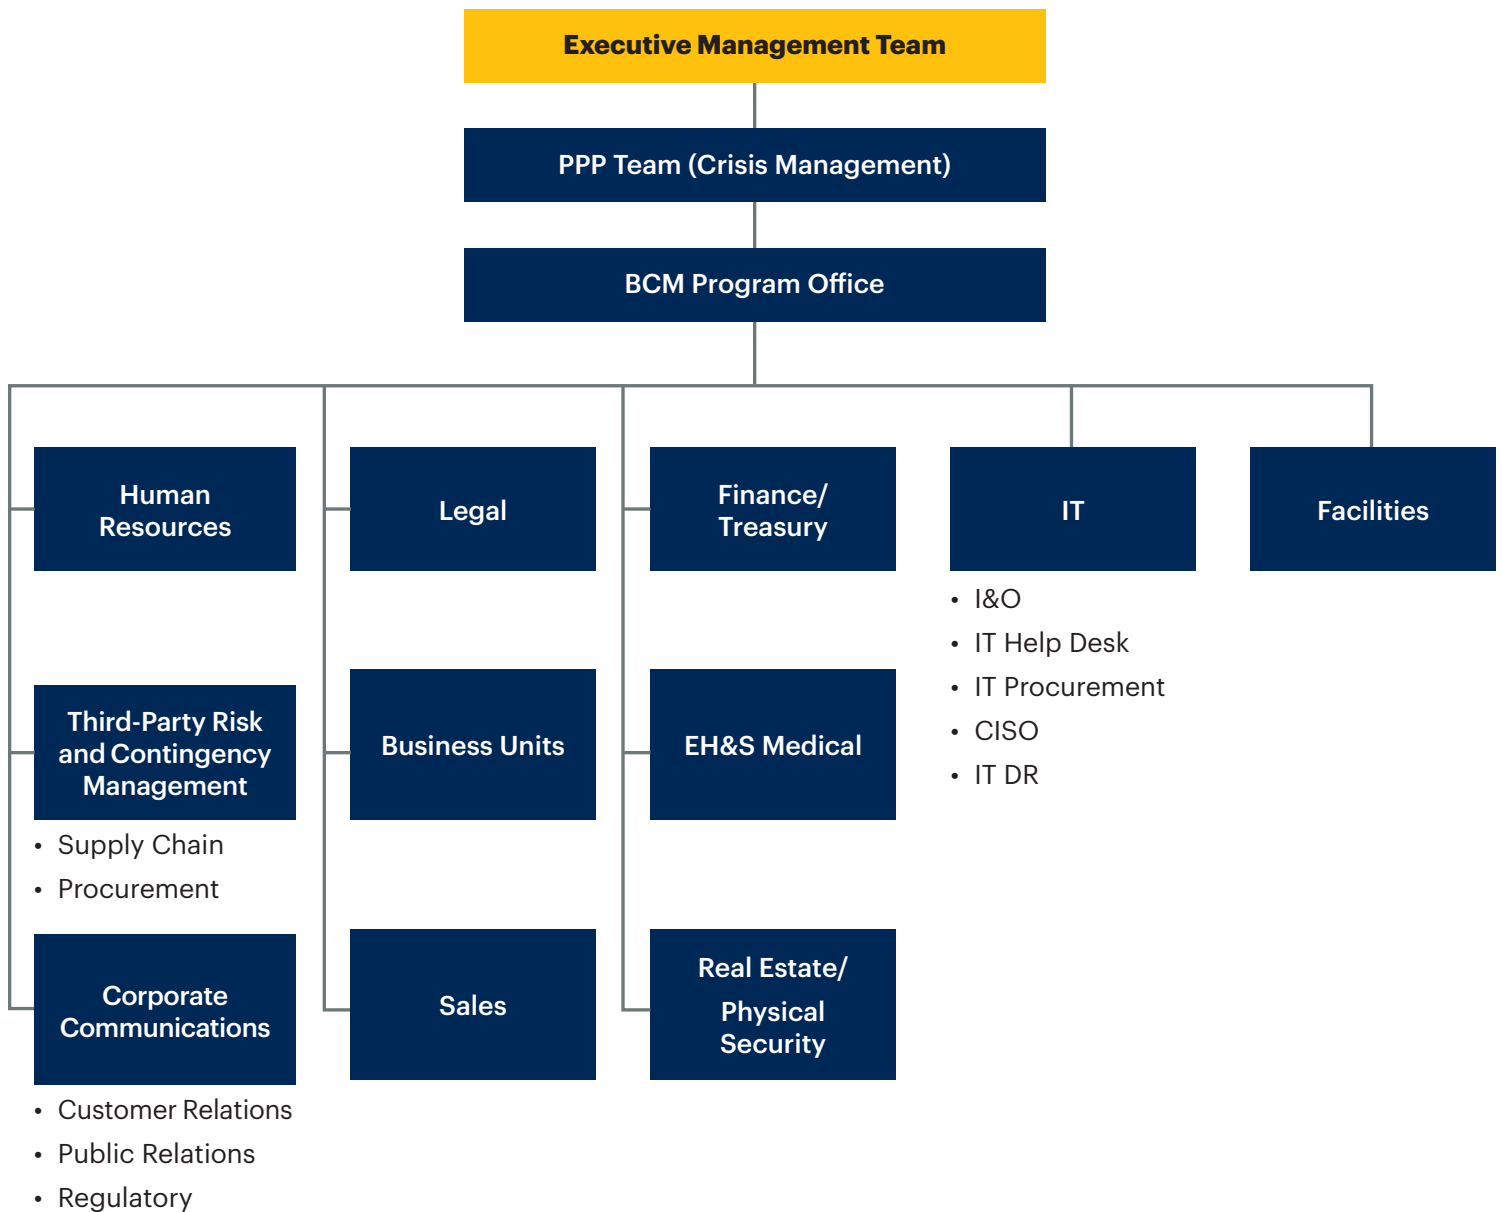 Executive Management Team
PPP Team (Crisis Management)
BCM Program Office
Human
Resources
Legal
Finance/
Treasury
IT
Facilities
• I&O
• IT Help Desk
• IT Procurement
• CISO
• IT DR
Third-Party Risk
and Contingency
Management
Business Units
EH&S Medical
• Supply Chain
• Procurement
Corporate
Communications
Sales
Real Estate/
Physical
Security
• Customer Relations
• Public Relations
• Regulatory